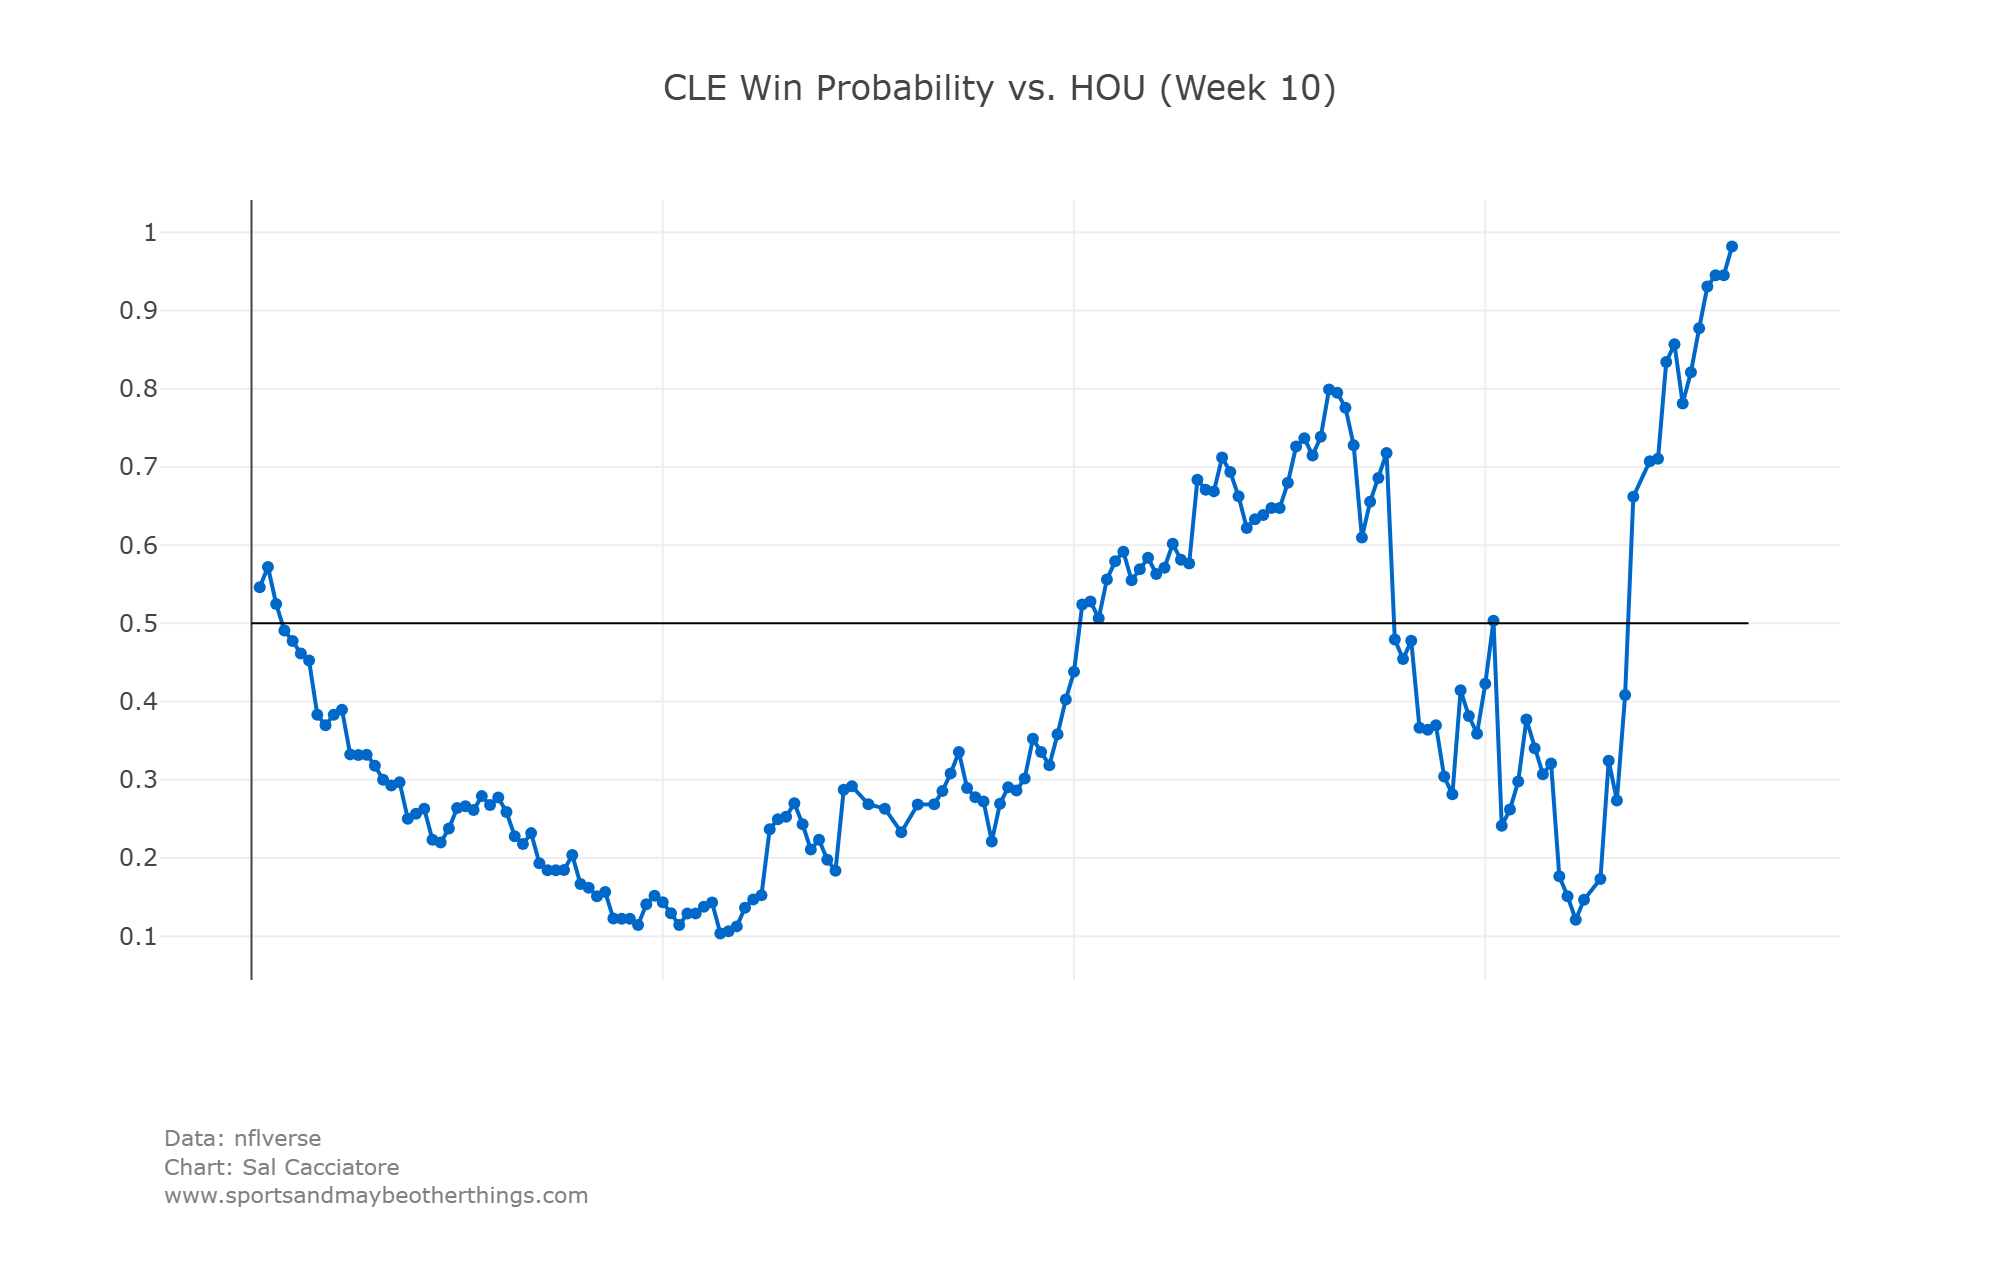 CLE Win Probability vs. HOU (Week 10)
1
0.9
0.8
0.7
0.6
0.5
0.4
0.3
0.2
0.1
Data: nflverse
Chart: Sal Cacciatore
www.sportsandmaybeotherthings.com